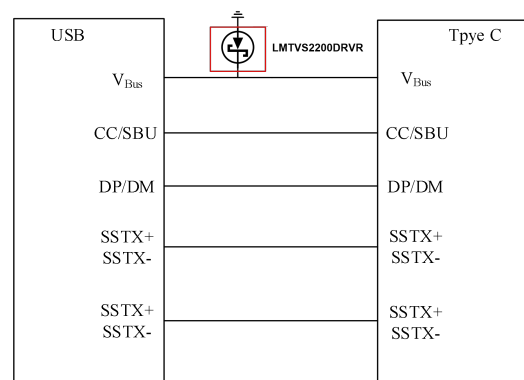 USB
LMTVS2200DRVR
Tpye C
VBus
VBus
CC/SBU
CC/SBU
DP/DM
DP/DM
SSTX+
SSTX-
SSTX+
SSTX-
SSTX+
SSTX-
SSTX+
SSTX-